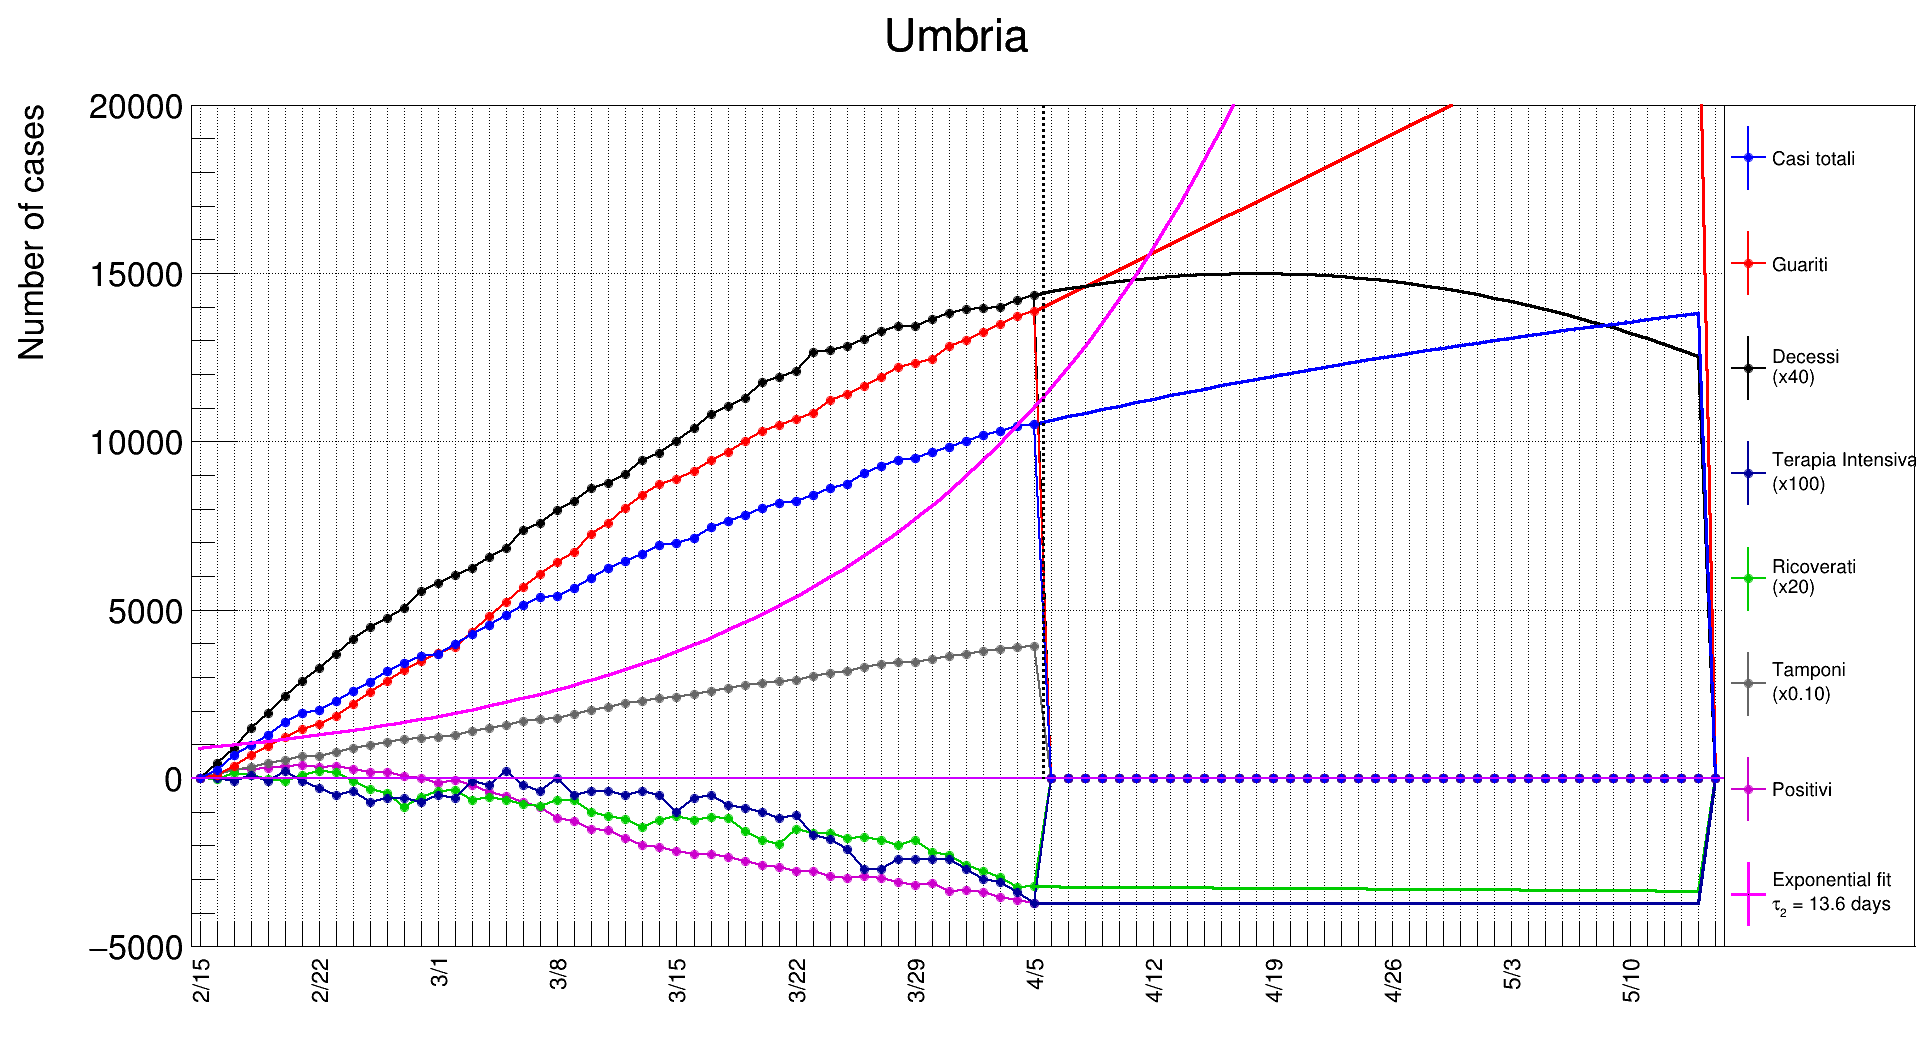 Umbria
Number of cases
20000
15000
10000
5000
0
−5000
2/15
2/22
3/1
3/8
3/15
3/22
3/29
4/5
4/12
4/19
4/26
5/3
5/10
Casi totali
Guariti
Decessi
(x40)
Terapia Intensiva
(x100)
Ricoverati
(x20)
Tamponi
(x0.10)
Positivi
Exponential fit
τ2 = 13.6 days